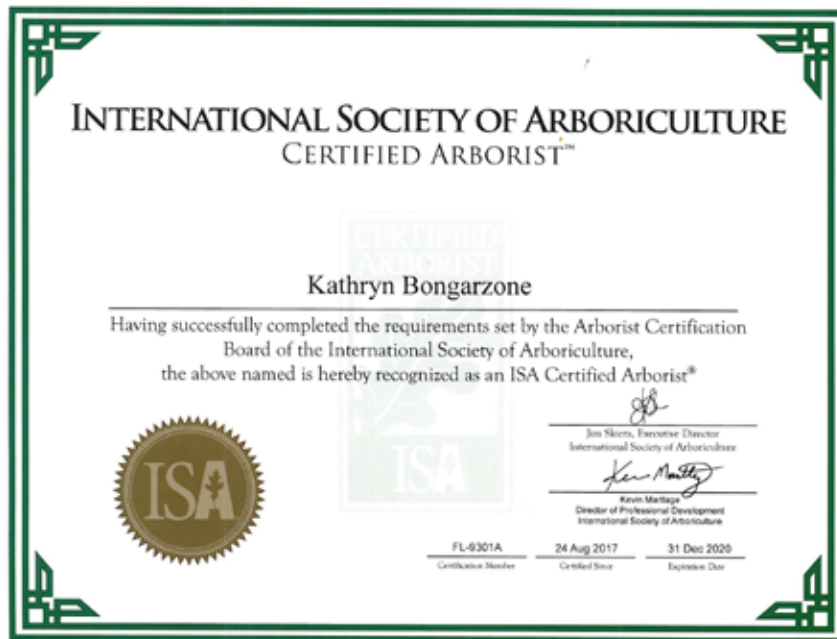 INTERNATIONAL SOCIETY OF ARBORICULTURE
CERTIFIED ARBORIST™
CERTIFIED
ARBORIST
Kathryn Bongarzone
Having successfully completed the requirements set by the Arborist Certification
Board of the International Society of Arboriculture,
the above named is hereby recognized as an ISA Certified Arborist®
Jim Skiera, Executive Director
International Society of Arboriculture
ISA
ISA
Kevin Martlage
Director of Professional Development
International Society of Arboriculture
FL-9301A 24 Aug 2017 31 Dec 2020
Certification Number Certified Since Expiration Date